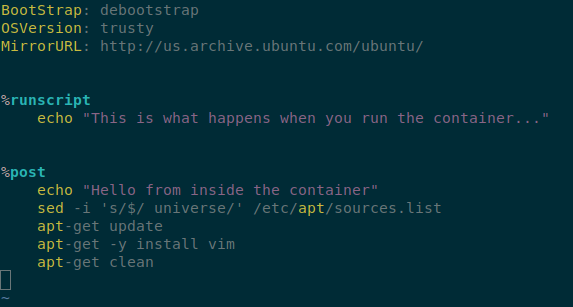 BootStrap: debootstrap
OSVersion: trusty
MirrorURL: http://us.archive.ubuntu.com/ubuntu/
%runscript
    echo "This is what happens when you run the container..."
%post
    echo "Hello from inside the container"
    sed -i 's/$/ universe/' /etc/apt/sources.list
    apt-get update
    apt-get -y install vim
    apt-get clean
~